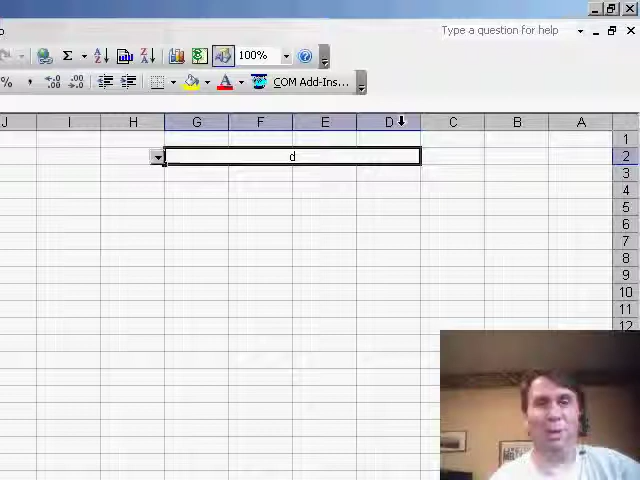 Type a question for help
Σ
A Z
Z A
100%
%
,
.00
A
COM Add-Ins...
J I H G F E D C B A
1
d
2
3
4
5
6
7
8
9
10
11
12